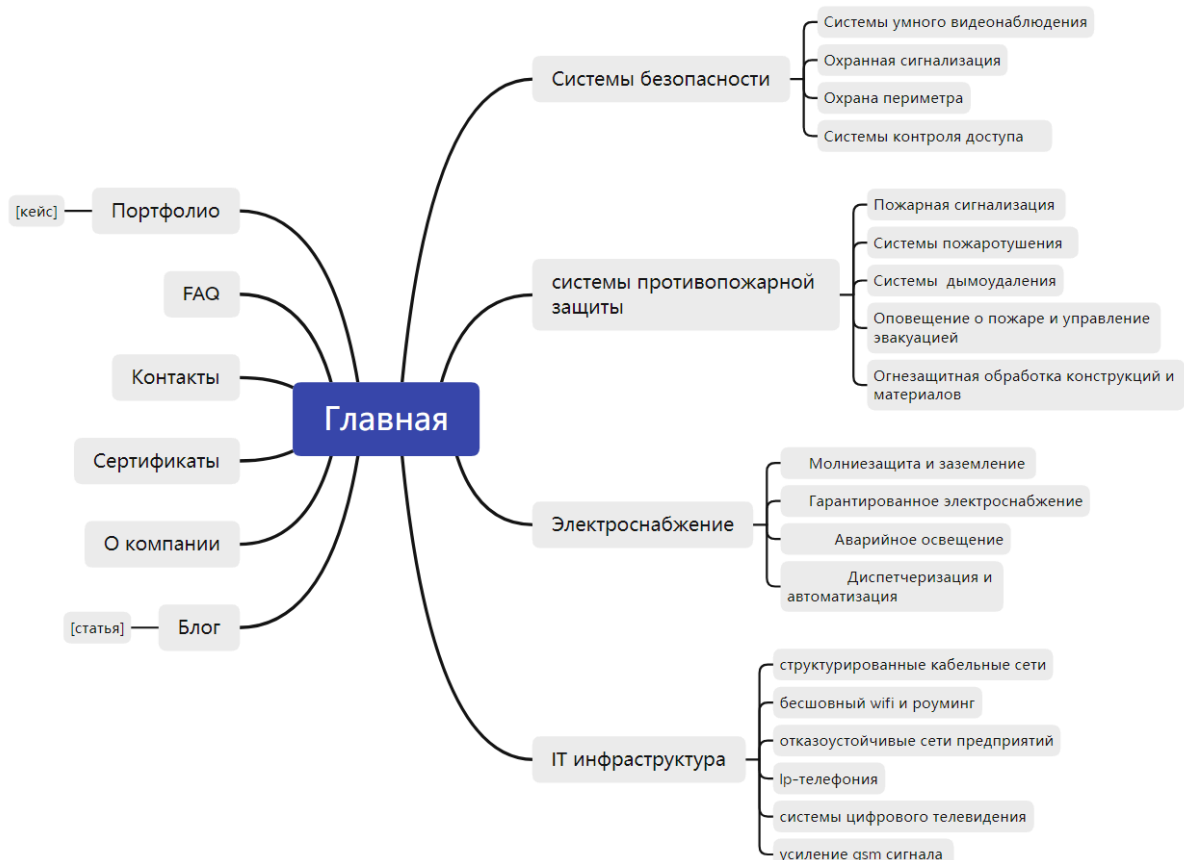 Главная
Портфолио
[кейс]
FAQ
Контакты
Сертификаты
О компании
Блог
[статья]
Системы безопасности
Системы умного видеонаблюдения
Охранная сигнализация
Охрана периметра
Системы контроля доступа
системы противопожарной
защиты
Пожарная сигнализация
Системы пожаротушения
Системы дымоудаления
Оповещение о пожаре и управление
эвакуацией
Огнезащитная обработка конструкций и
материалов
Электроснабжение
Молниезащита и заземление
Гарантированное электроснабжение
Аварийное освещение
Диспетчеризация и
автоматизация
IT инфраструктура
структурированные кабельные сети
бесшовный wifi и роуминг
отказоустойчивые сети предприятий
Ip-телефония
системы цифрового телевидения
усиление gsm сигнала